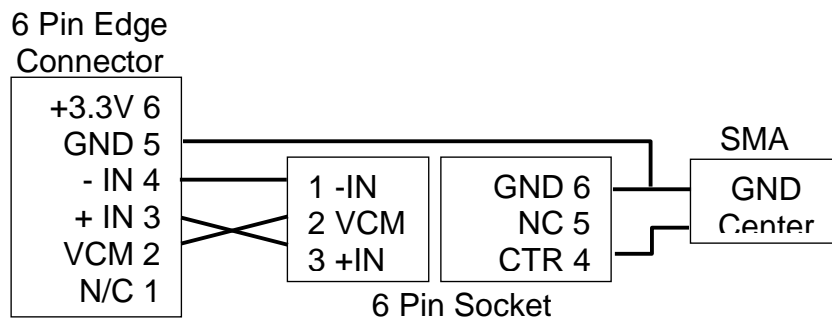 6 Pin Edge
Connector
+3.3V 6
GND 5
- IN 4
+ IN 3
VCM 2
N/C 1
1 -IN
2 VCM
3 +IN
GND 6
NC 5
CTR 4
6 Pin Socket
SMA
GND
Center